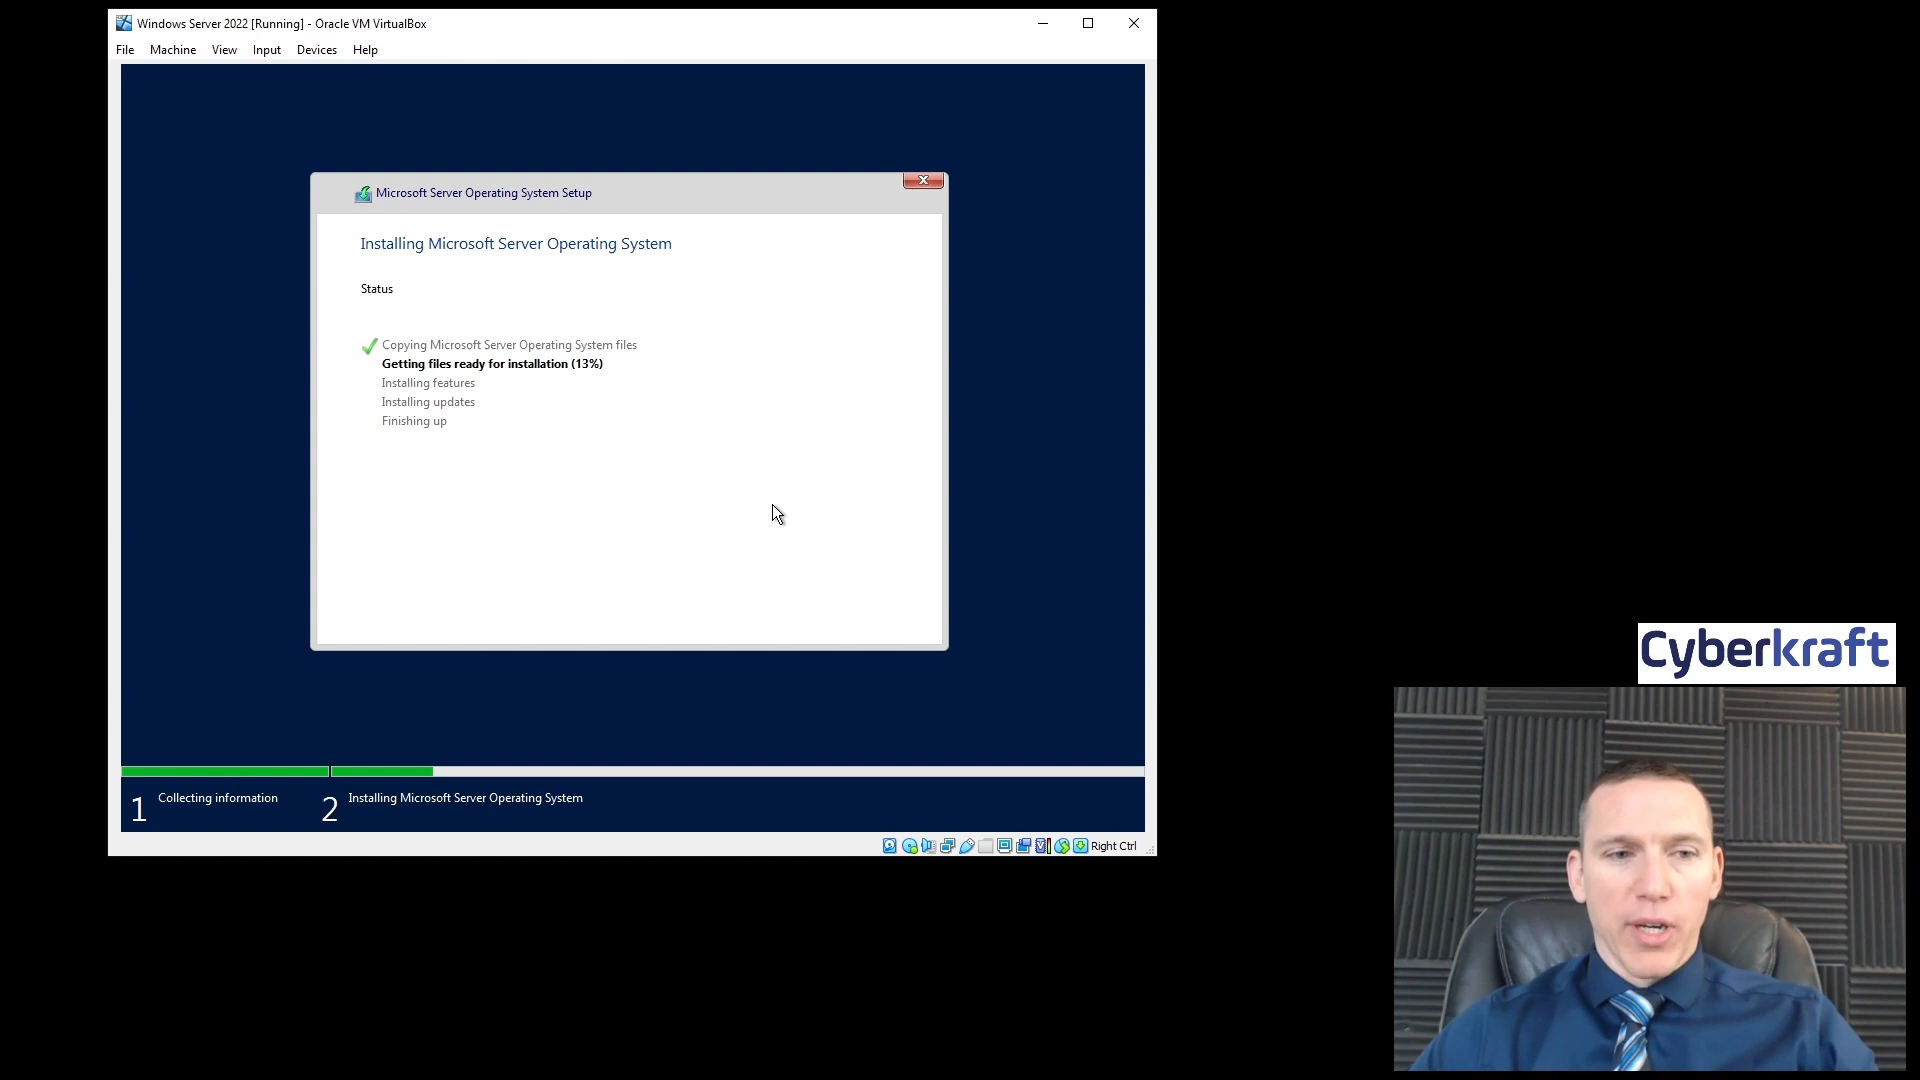 Windows Server 2022 [Running] - Oracle VM VirtualBox
File Machine View Input Devices Help
Microsoft Server Operating System Setup
Installing Microsoft Server Operating System
Status
Copying Microsoft Server Operating System files
Getting files ready for installation (13%)
Installing features
Installing updates
Finishing up
1 Collecting information 2 Installing Microsoft Server Operating System
Right Ctrl
Cyberkraft